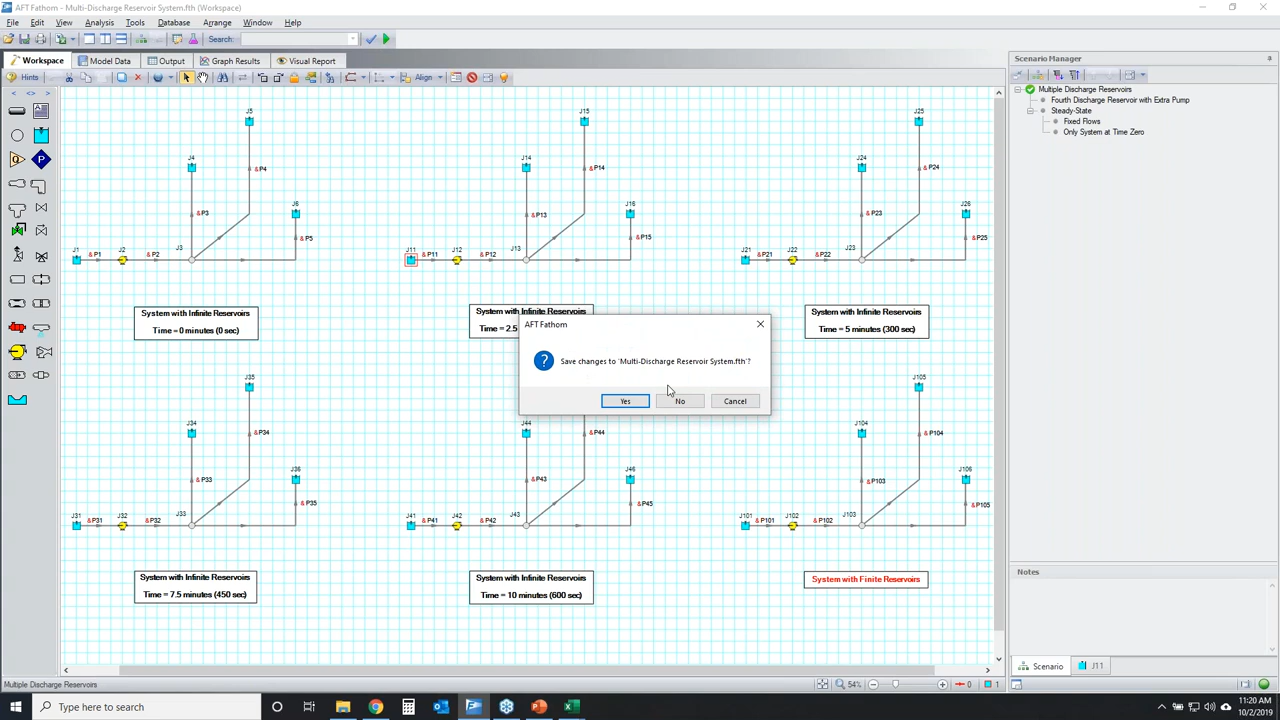 AFT Fathom - Multi-Discharge Reservoir System.fth (Workspace)
File Edit View Analysis Tools Database Arrange Window Help
Search:
Workspace Model Data Output Graph Results Visual Report
Hints Align
Scenario Manager
Multiple Discharge Reservoirs
Fourth Discharge Reservoir with Extra Pump
Steady-State
Fixed Flows
Only System at Time Zero
J5 J15 J25
J4 &P4 J14 &P14 J24 &P24
J6 J16 J26
&P3 &P13 &P23
&P5 &P15 &P25
J1 &P1 J2 &P2 J3 J11 &P11 J12 &P12 J13 J21 &P21 J22 &P22 J23
System with Infinite Reservoirs
Time = 0 minutes (0 sec)
System with Infinite Reservoirs
Time = 2.5
System with Infinite Reservoirs
Time = 5 minutes (300 sec)
AFT Fathom
Save changes to 'Multi-Discharge Reservoir System.fth'?
Yes No Cancel
J35 J105
J34 &P34 J44 &P44 J104 &P104
J36 J46 J106
&P33 &P43 &P103
&P35 &P45 &P105
J31 &P31 J32 &P32 J33 J41 &P41 J42 &P42 J43 J101 &P101 J102 &P102 J103
System with Infinite Reservoirs
Time = 7.5 minutes (450 sec)
System with Infinite Reservoirs
Time = 10 minutes (600 sec)
System with Finite Reservoirs
Notes
Scenario J11
Multiple Discharge Reservoirs
54%
0
1
Type here to search
11:20 AM
10/2/2019